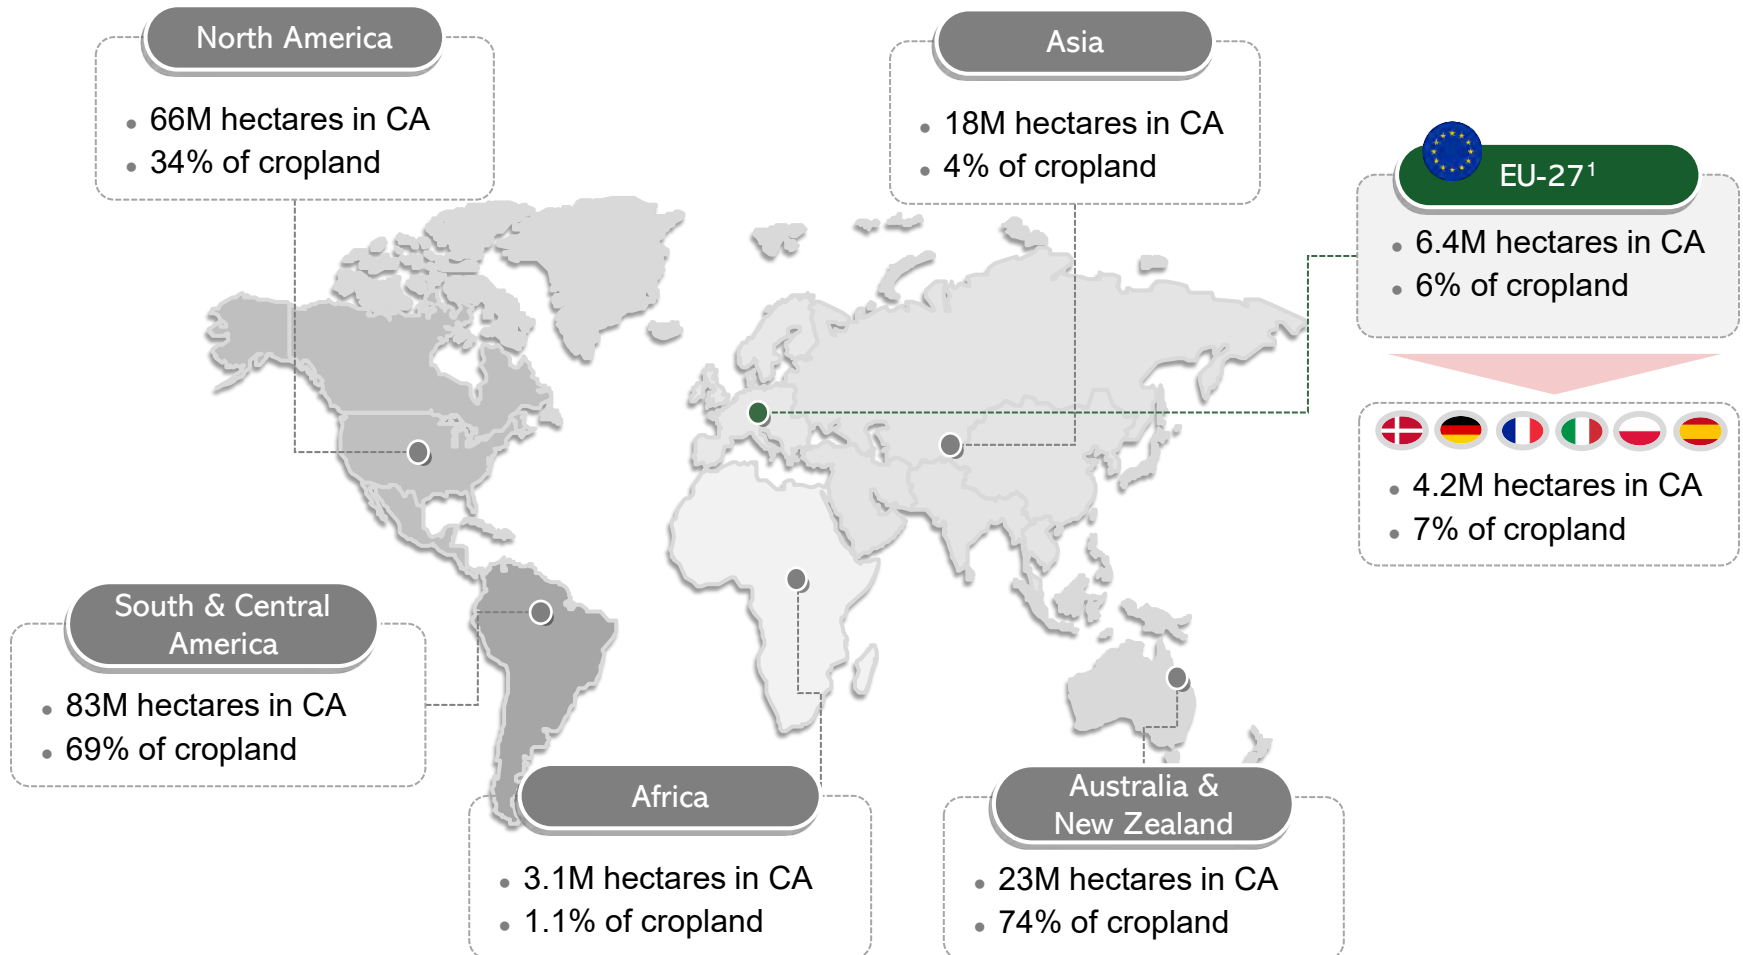 North America
• 66M hectares in CA
• 34% of cropland
Asia
• 18M hectares in CA
• 4% of cropland
EU-27¹
• 6.4M hectares in CA
• 6% of cropland
• 4.2M hectares in CA
• 7% of cropland
South & Central
America
• 83M hectares in CA
• 69% of cropland
Africa
• 3.1M hectares in CA
• 1.1% of cropland
Australia &
New Zealand
• 23M hectares in CA
• 74% of cropland